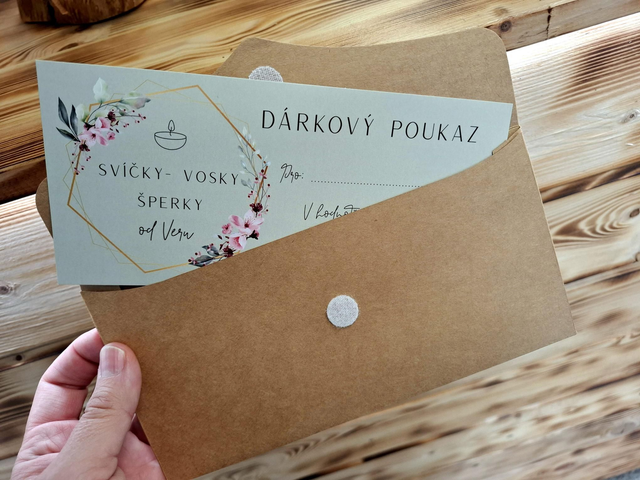 SVÍČKY- VOSKY
ŠPERKY
od Veru
DÁRKOVÝ POUKAZ
Pro:
V